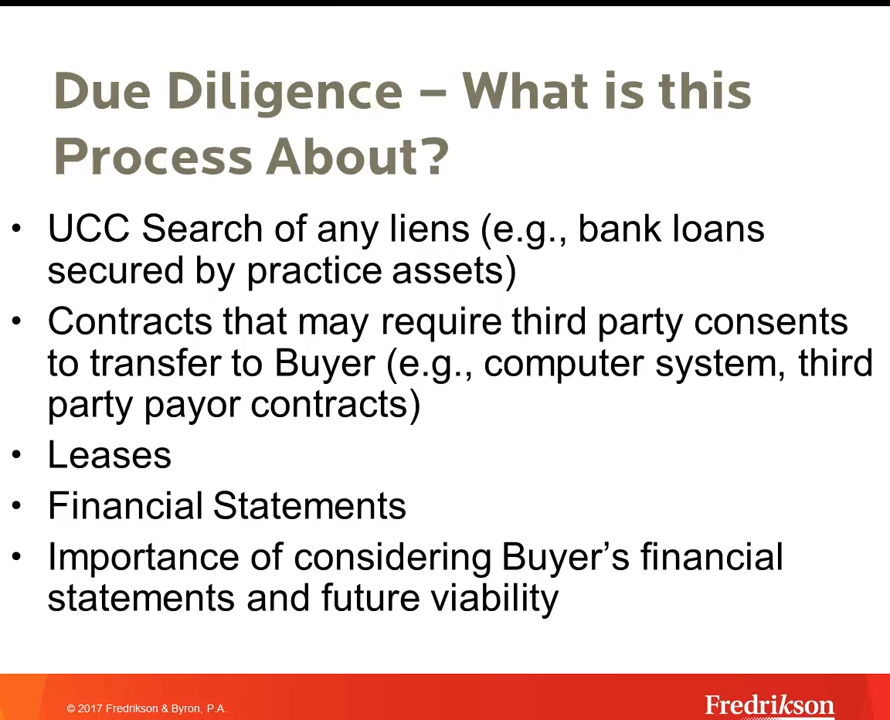 Due Diligence – What is this
Process About?
• UCC Search of any liens (e.g., bank loans
secured by practice assets)
• Contracts that may require third party consents
to transfer to Buyer (e.g., computer system, third
party payor contracts)
• Leases
• Financial Statements
• Importance of considering Buyer’s financial
statements and future viability
© 2017 Fredrikson & Byron, P.A.
Fredrikson